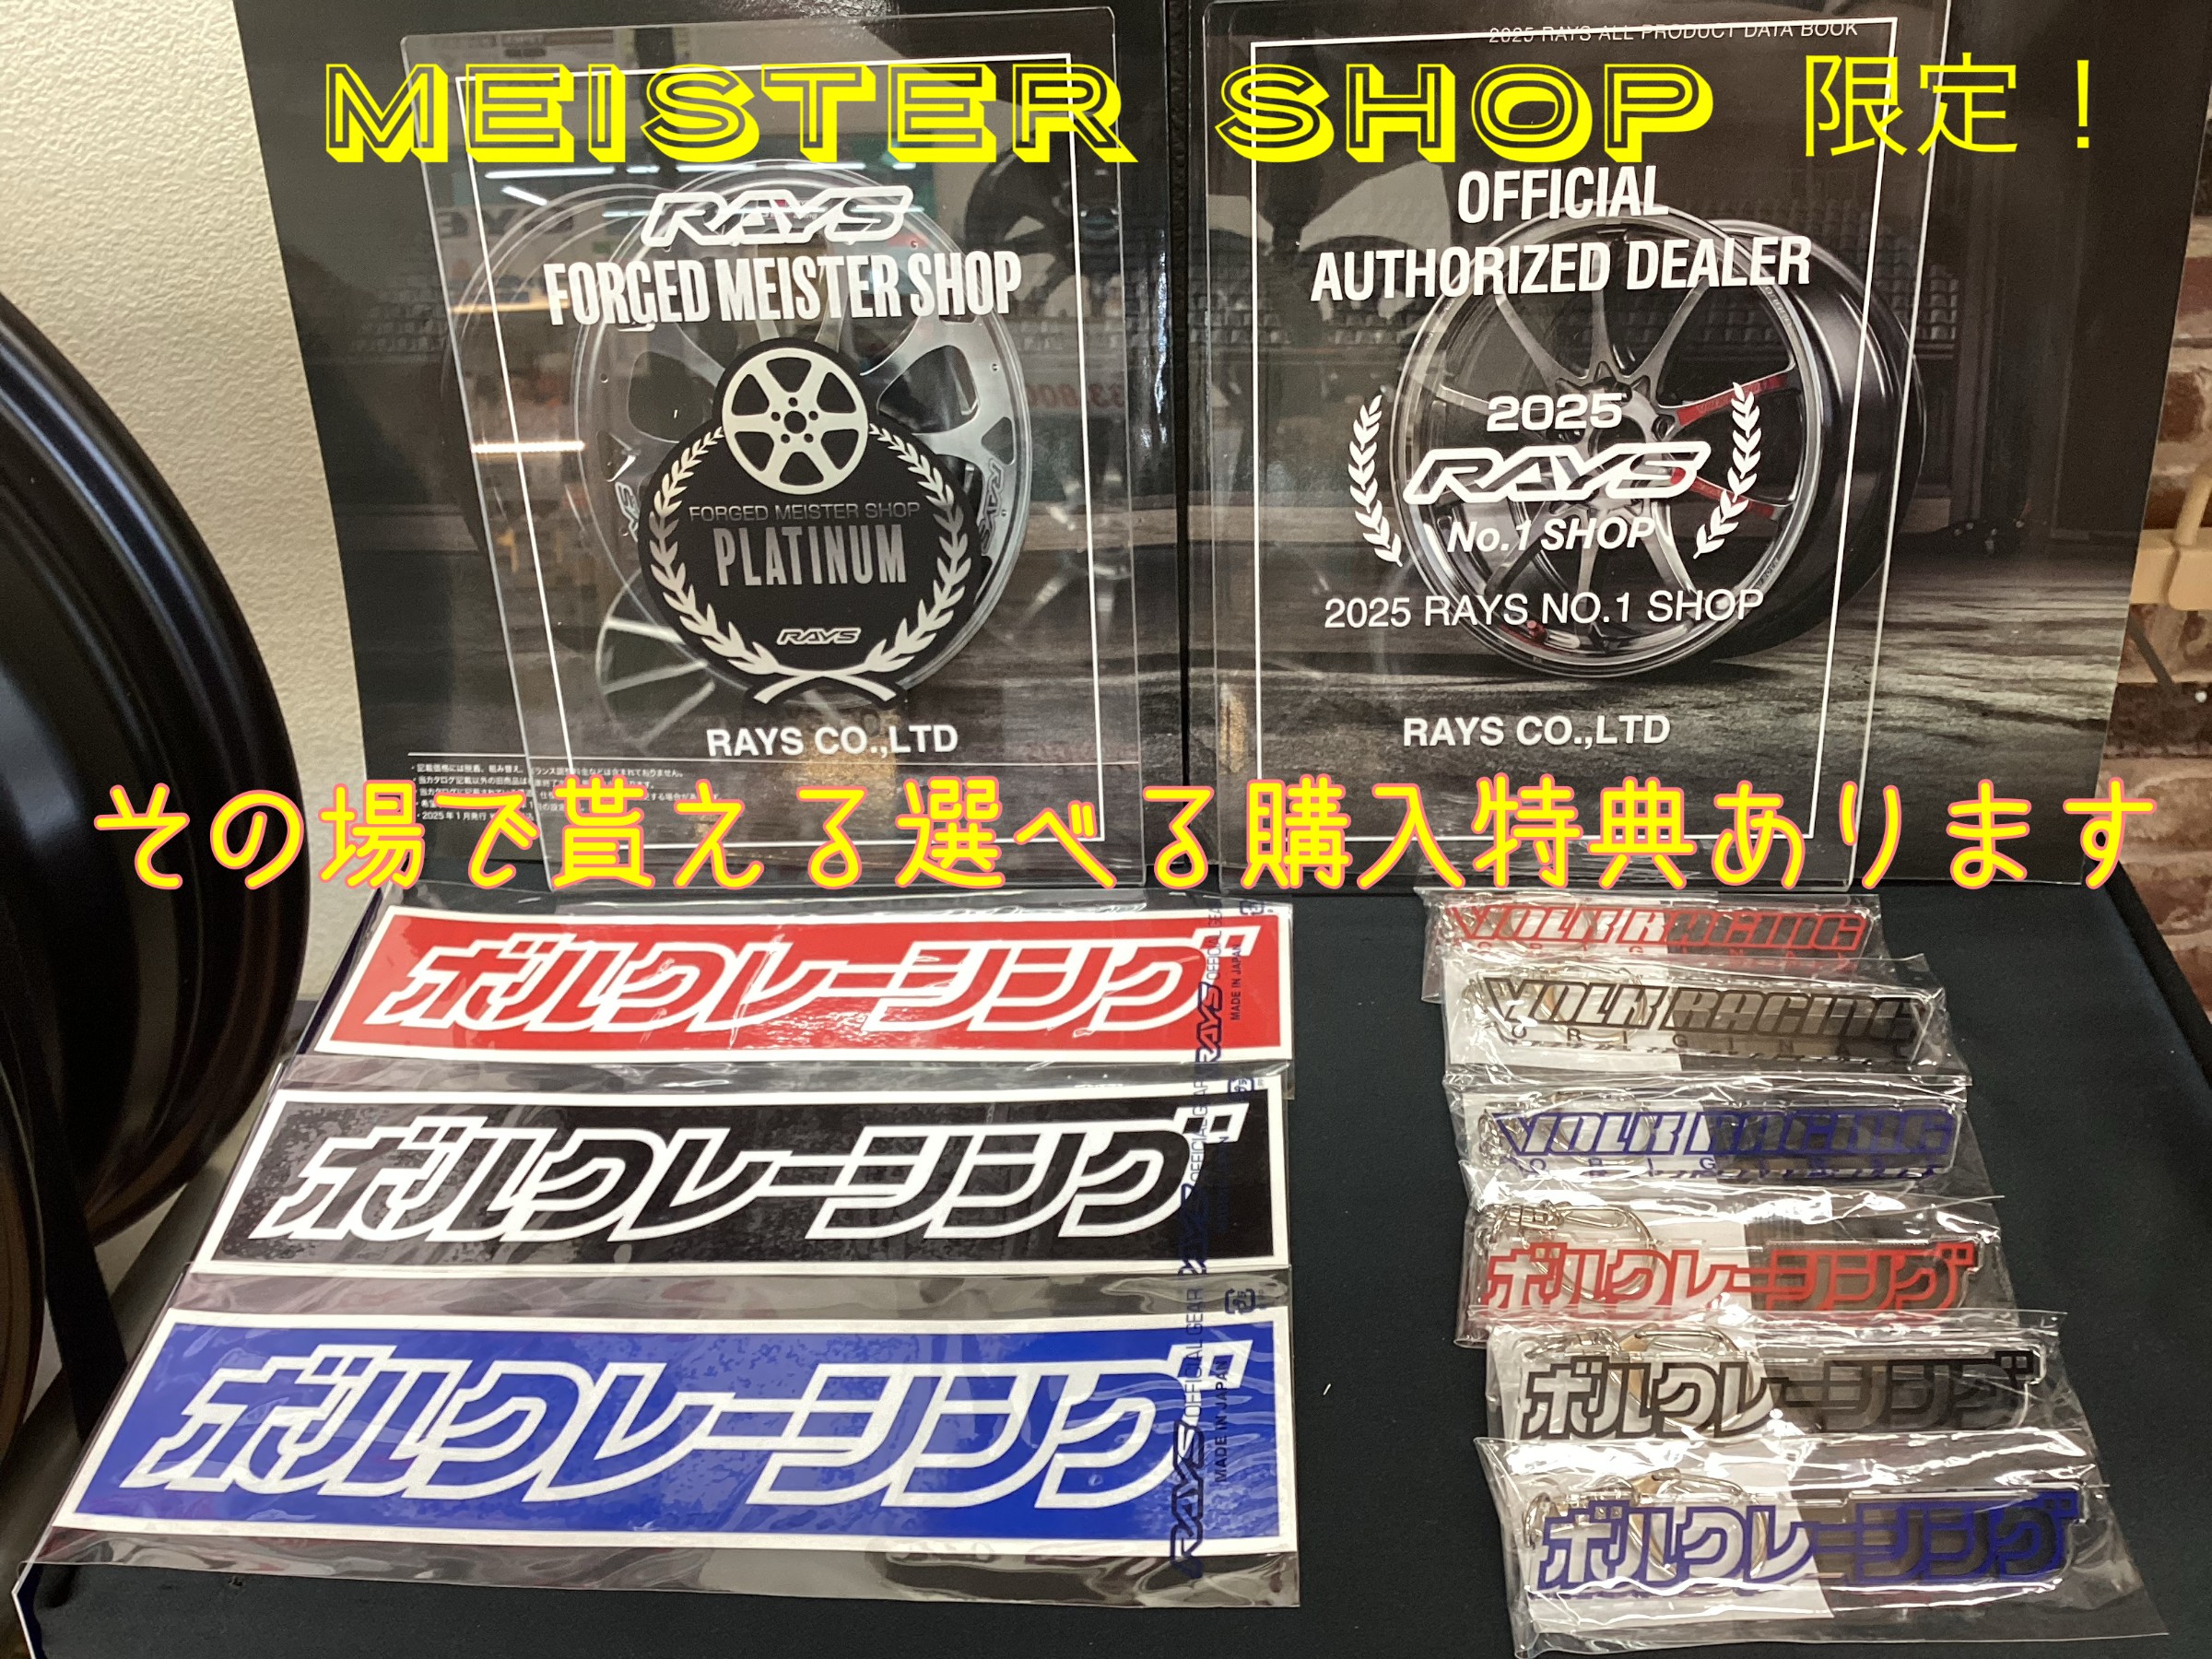 2025 RAYS ALL PRODUCT DATA BOOK
MEISTER SHOP 限定！
RAYS
FORGED MEISTER SHOP
FORGED MEISTER SHOP
PLATINUM
RAYS
RAYS CO.,LTD
OFFICIAL
AUTHORIZED DEALER
2025
RAYS
No.1 SHOP
2025 RAYS NO.1 SHOP
RAYS CO.,LTD
その場で貰える選べる購入特典あります
ボルクレーシング
RAYS OFFICIAL GEAR
MADE IN JAPAN
ボルクレーシング
RAYS OFFICIAL GEAR
ボルクレーシング
RAYS OFFICIAL GEAR
MADE IN JAPAN
VOLK RACING
VOLK RACING
ORIGINAL
VOLK RACING
ボルクレーシング
ボルクレーシング
ボルクレーシング